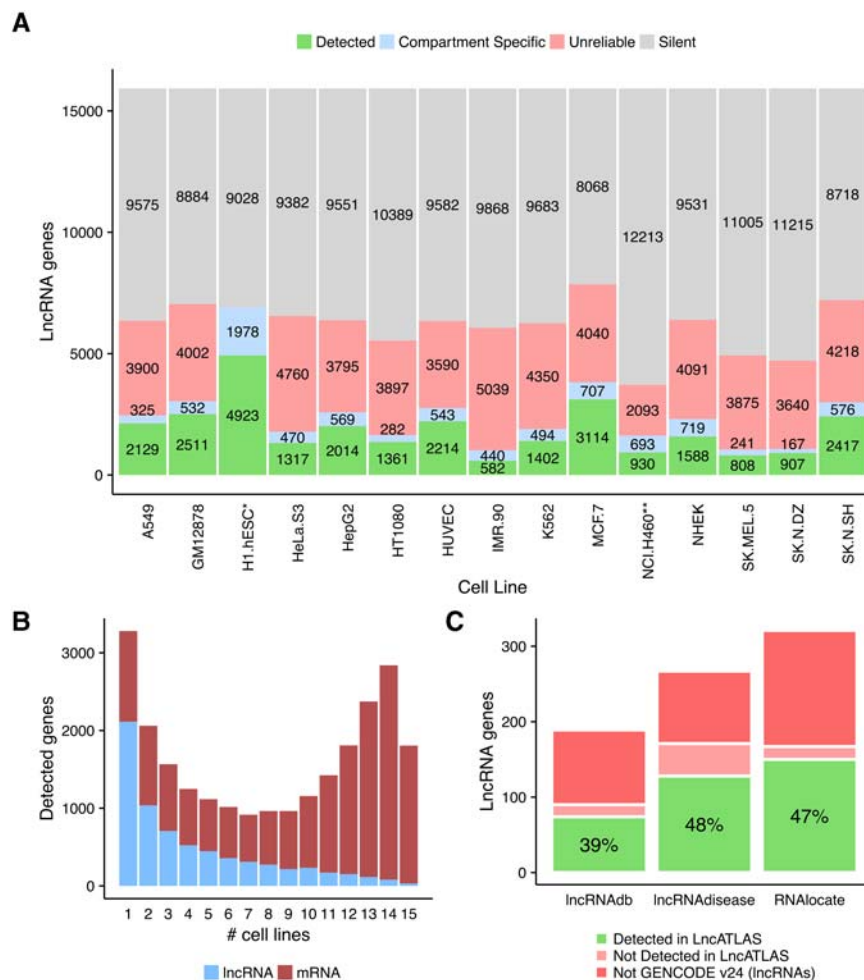 A
Detected Compartment Specific Unreliable Silent
LncRNA genes
15000
10000
5000
0
9575 8884 9028 9382 9551 10389 9582 9868 9683 8068 12213 9531 11005 11215 8718
3900 4002 4760 3795 3897 3590 5039 4350 4040 2093 4091 3875 3640 4218
325 532 1978 470 569 282 543 440 494 707 693 719 241 167 576
2129 2511 4923 1317 2014 1361 2214 582 1402 3114 930 1588 808 907 2417
A549 GM12878 H1.hESC* HeLa.S3 HepG2 HT1080 HUVEC IMR.90 K562 MCF.7 NCI.H460** NHEK SK.MEL.5 SK.N.DZ SK.N.SH
Cell Line
B
Detected genes
3000
2000
1000
0
1 2 3 4 5 6 7 8 9 10 11 12 13 14 15
# cell lines
lncRNA mRNA
C
LncRNA genes
300
200
100
0
39% 48% 47%
lncRNAdb lncRNAdisease RNAlocate
Detected in LncATLAS
Not Detected in LncATLAS
Not GENCODE v24 (lncRNAs)